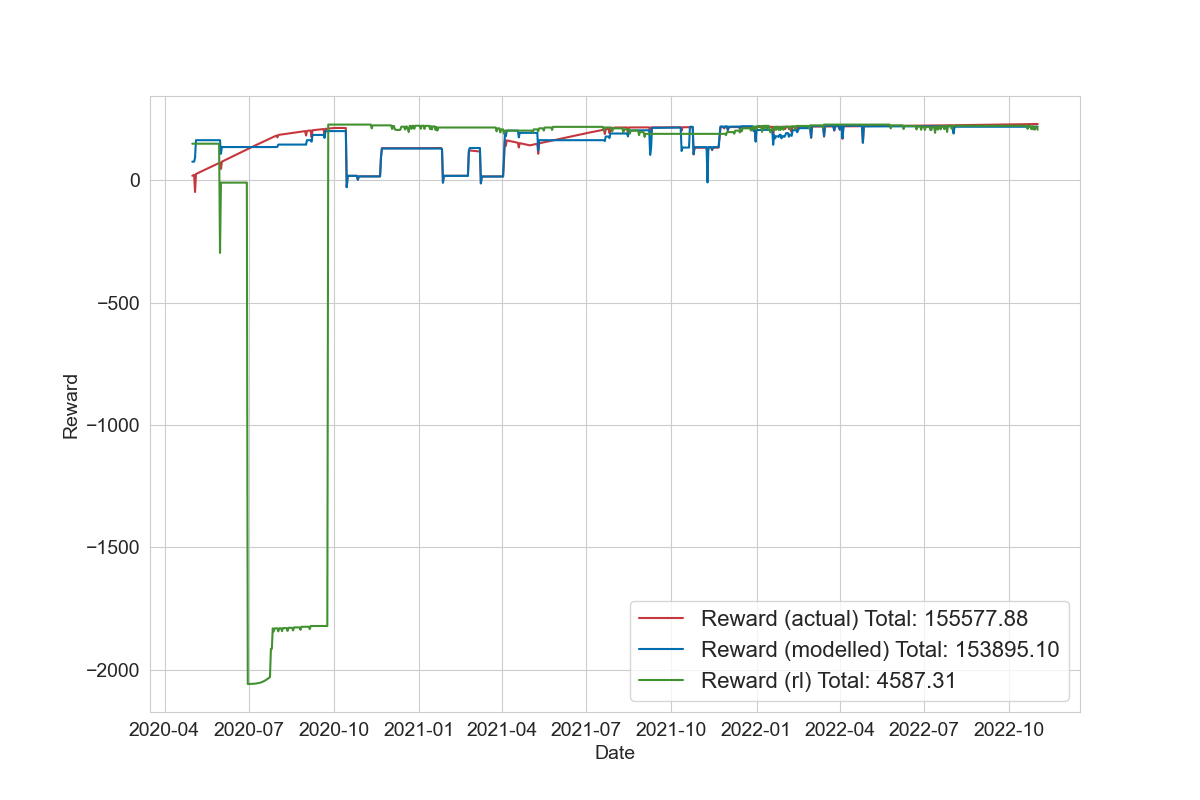 0
−500
−1000
−1500
−2000
Reward
Reward (actual) Total: 155577.88
Reward (modelled) Total: 153895.10
Reward (rl) Total: 4587.31
2020-04 2020-07 2020-10 2021-01 2021-04 2021-07 2021-10 2022-01 2022-04 2022-07 2022-10
Date